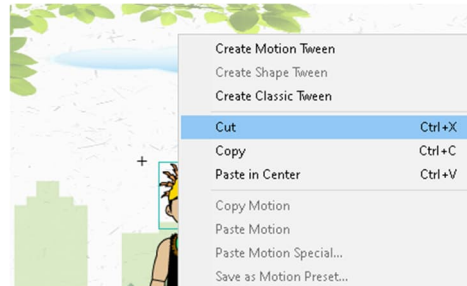 Create Motion Tween
Create Shape Tween
Create Classic Tween
Cut Ctrl+X
Copy Ctrl+C
Paste in Center Ctrl+V
Copy Motion
Paste Motion
Paste Motion Special...
Save as Motion Preset...